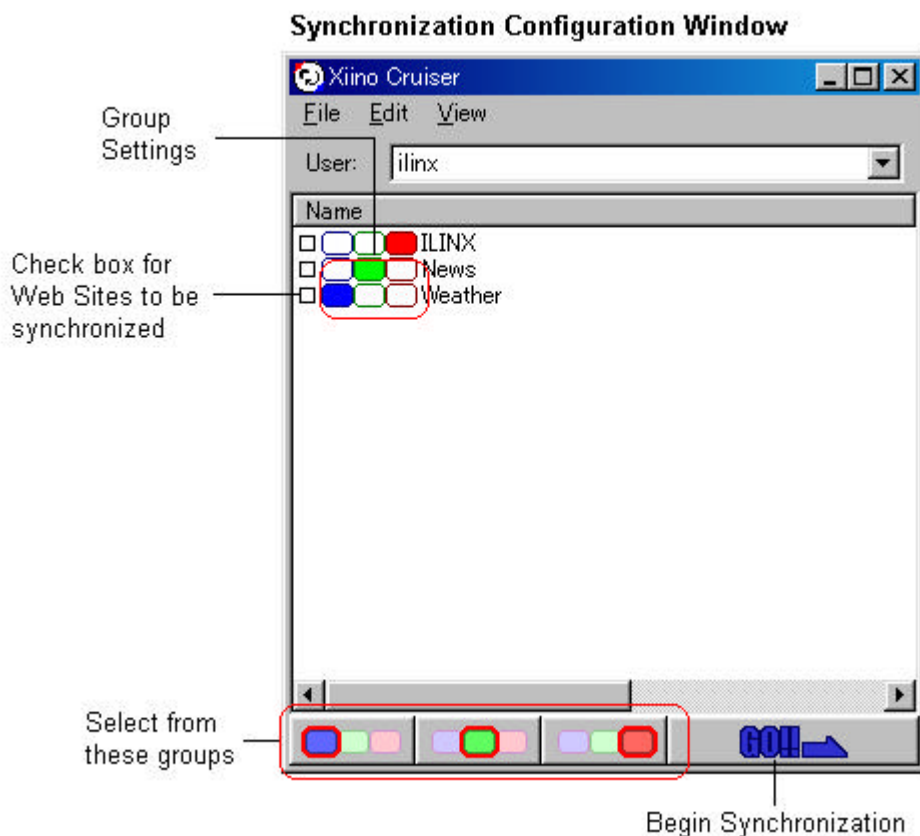 Synchronization Configuration Window
Xiino Cruiser
File Edit View
Group
Settings
User: ilinx
Name
ILINX
News
Weather
Check box for
Web Sites to be
synchronized
Select from
these groups
GO!!
Begin Synchronization